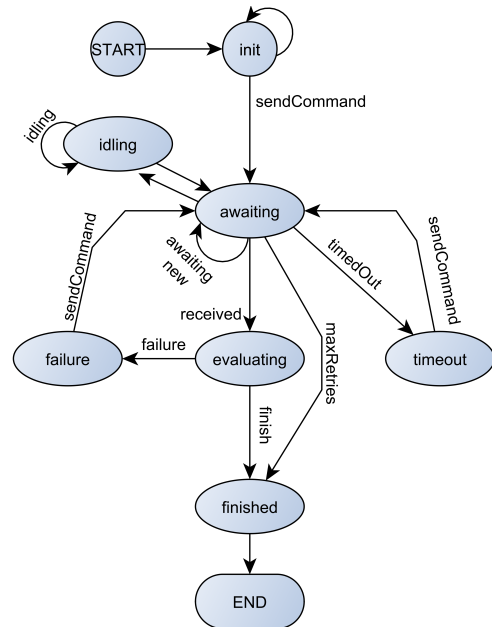 START
init
sendCommand
idling
idling
awaiting
awaiting
new
timedOut
sendCommand
sendCommand
received
maxRetries
failure
failure
evaluating
timeout
finish
finished
END